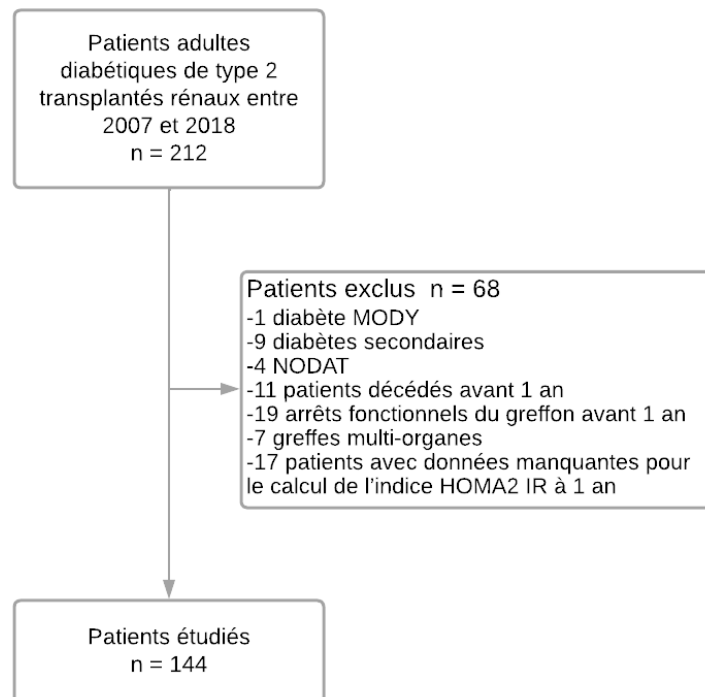 Patients adultes
diabétiques de type 2
transplantés rénaux entre
2007 et 2018
n = 212
Patients exclus  n = 68
-1 diabète MODY
-9 diabètes secondaires
-4 NODAT
-11 patients décédés avant 1 an
-19 arrêts fonctionnels du greffon avant 1 an
-7 greffes multi-organes
-17 patients avec données manquantes pour
le calcul de l'indice HOMA2 IR à 1 an
Patients étudiés
n = 144